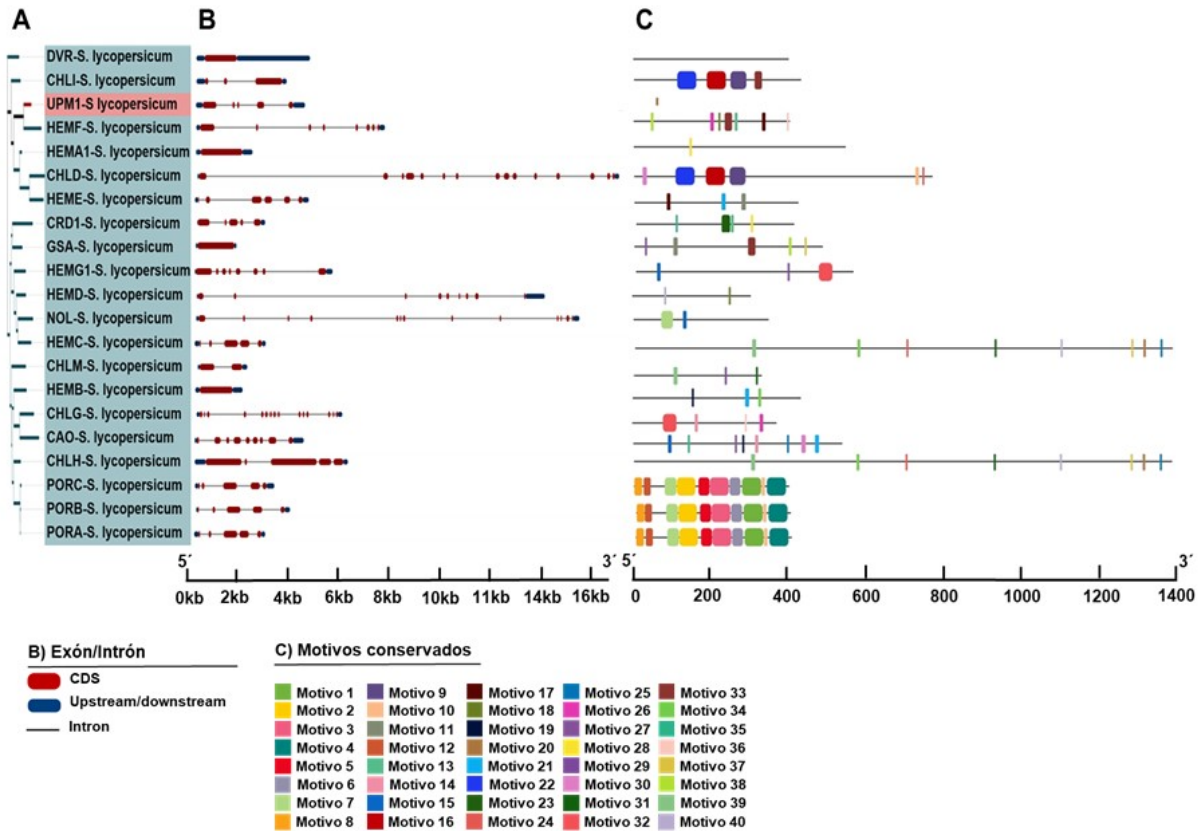 A B C
DVR-S. lycopersicum
CHLI-S. lycopersicum
UPM1-S lycopersicum
HEMF-S. lycopersicum
HEMA1-S. lycopersicum
CHLD-S. lycopersicum
HEME-S. lycopersicum
CRD1-S. lycopersicum
GSA-S. lycopersicum
HEMG1-S. lycopersicum
HEMD-S. lycopersicum
NOL-S. lycopersicum
HEMC-S. lycopersicum
CHLM-S. lycopersicum
HEMB-S. lycopersicum
CHLG-S. lycopersicum
CAO-S. lycopersicum
CHLH-S. lycopersicum
PORC-S. lycopersicum
PORB-S. lycopersicum
PORA-S. lycopersicum
5´ 3´ 5´ 3´
0kb 2kb 4kb 6kb 8kb 10kb 12kb 14kb 16kb 0 200 400 600 800 1000 1200 1400
B) Exón/Intrón
CDS
Upstream/downstream
Intron
C) Motivos conservados
Motivo 1 Motivo 9 Motivo 17 Motivo 25 Motivo 33
Motivo 2 Motivo 10 Motivo 18 Motivo 26 Motivo 34
Motivo 3 Motivo 11 Motivo 19 Motivo 27 Motivo 35
Motivo 4 Motivo 12 Motivo 20 Motivo 28 Motivo 36
Motivo 5 Motivo 13 Motivo 21 Motivo 29 Motivo 37
Motivo 6 Motivo 14 Motivo 22 Motivo 30 Motivo 38
Motivo 7 Motivo 15 Motivo 23 Motivo 31 Motivo 39
Motivo 8 Motivo 16 Motivo 24 Motivo 32 Motivo 40